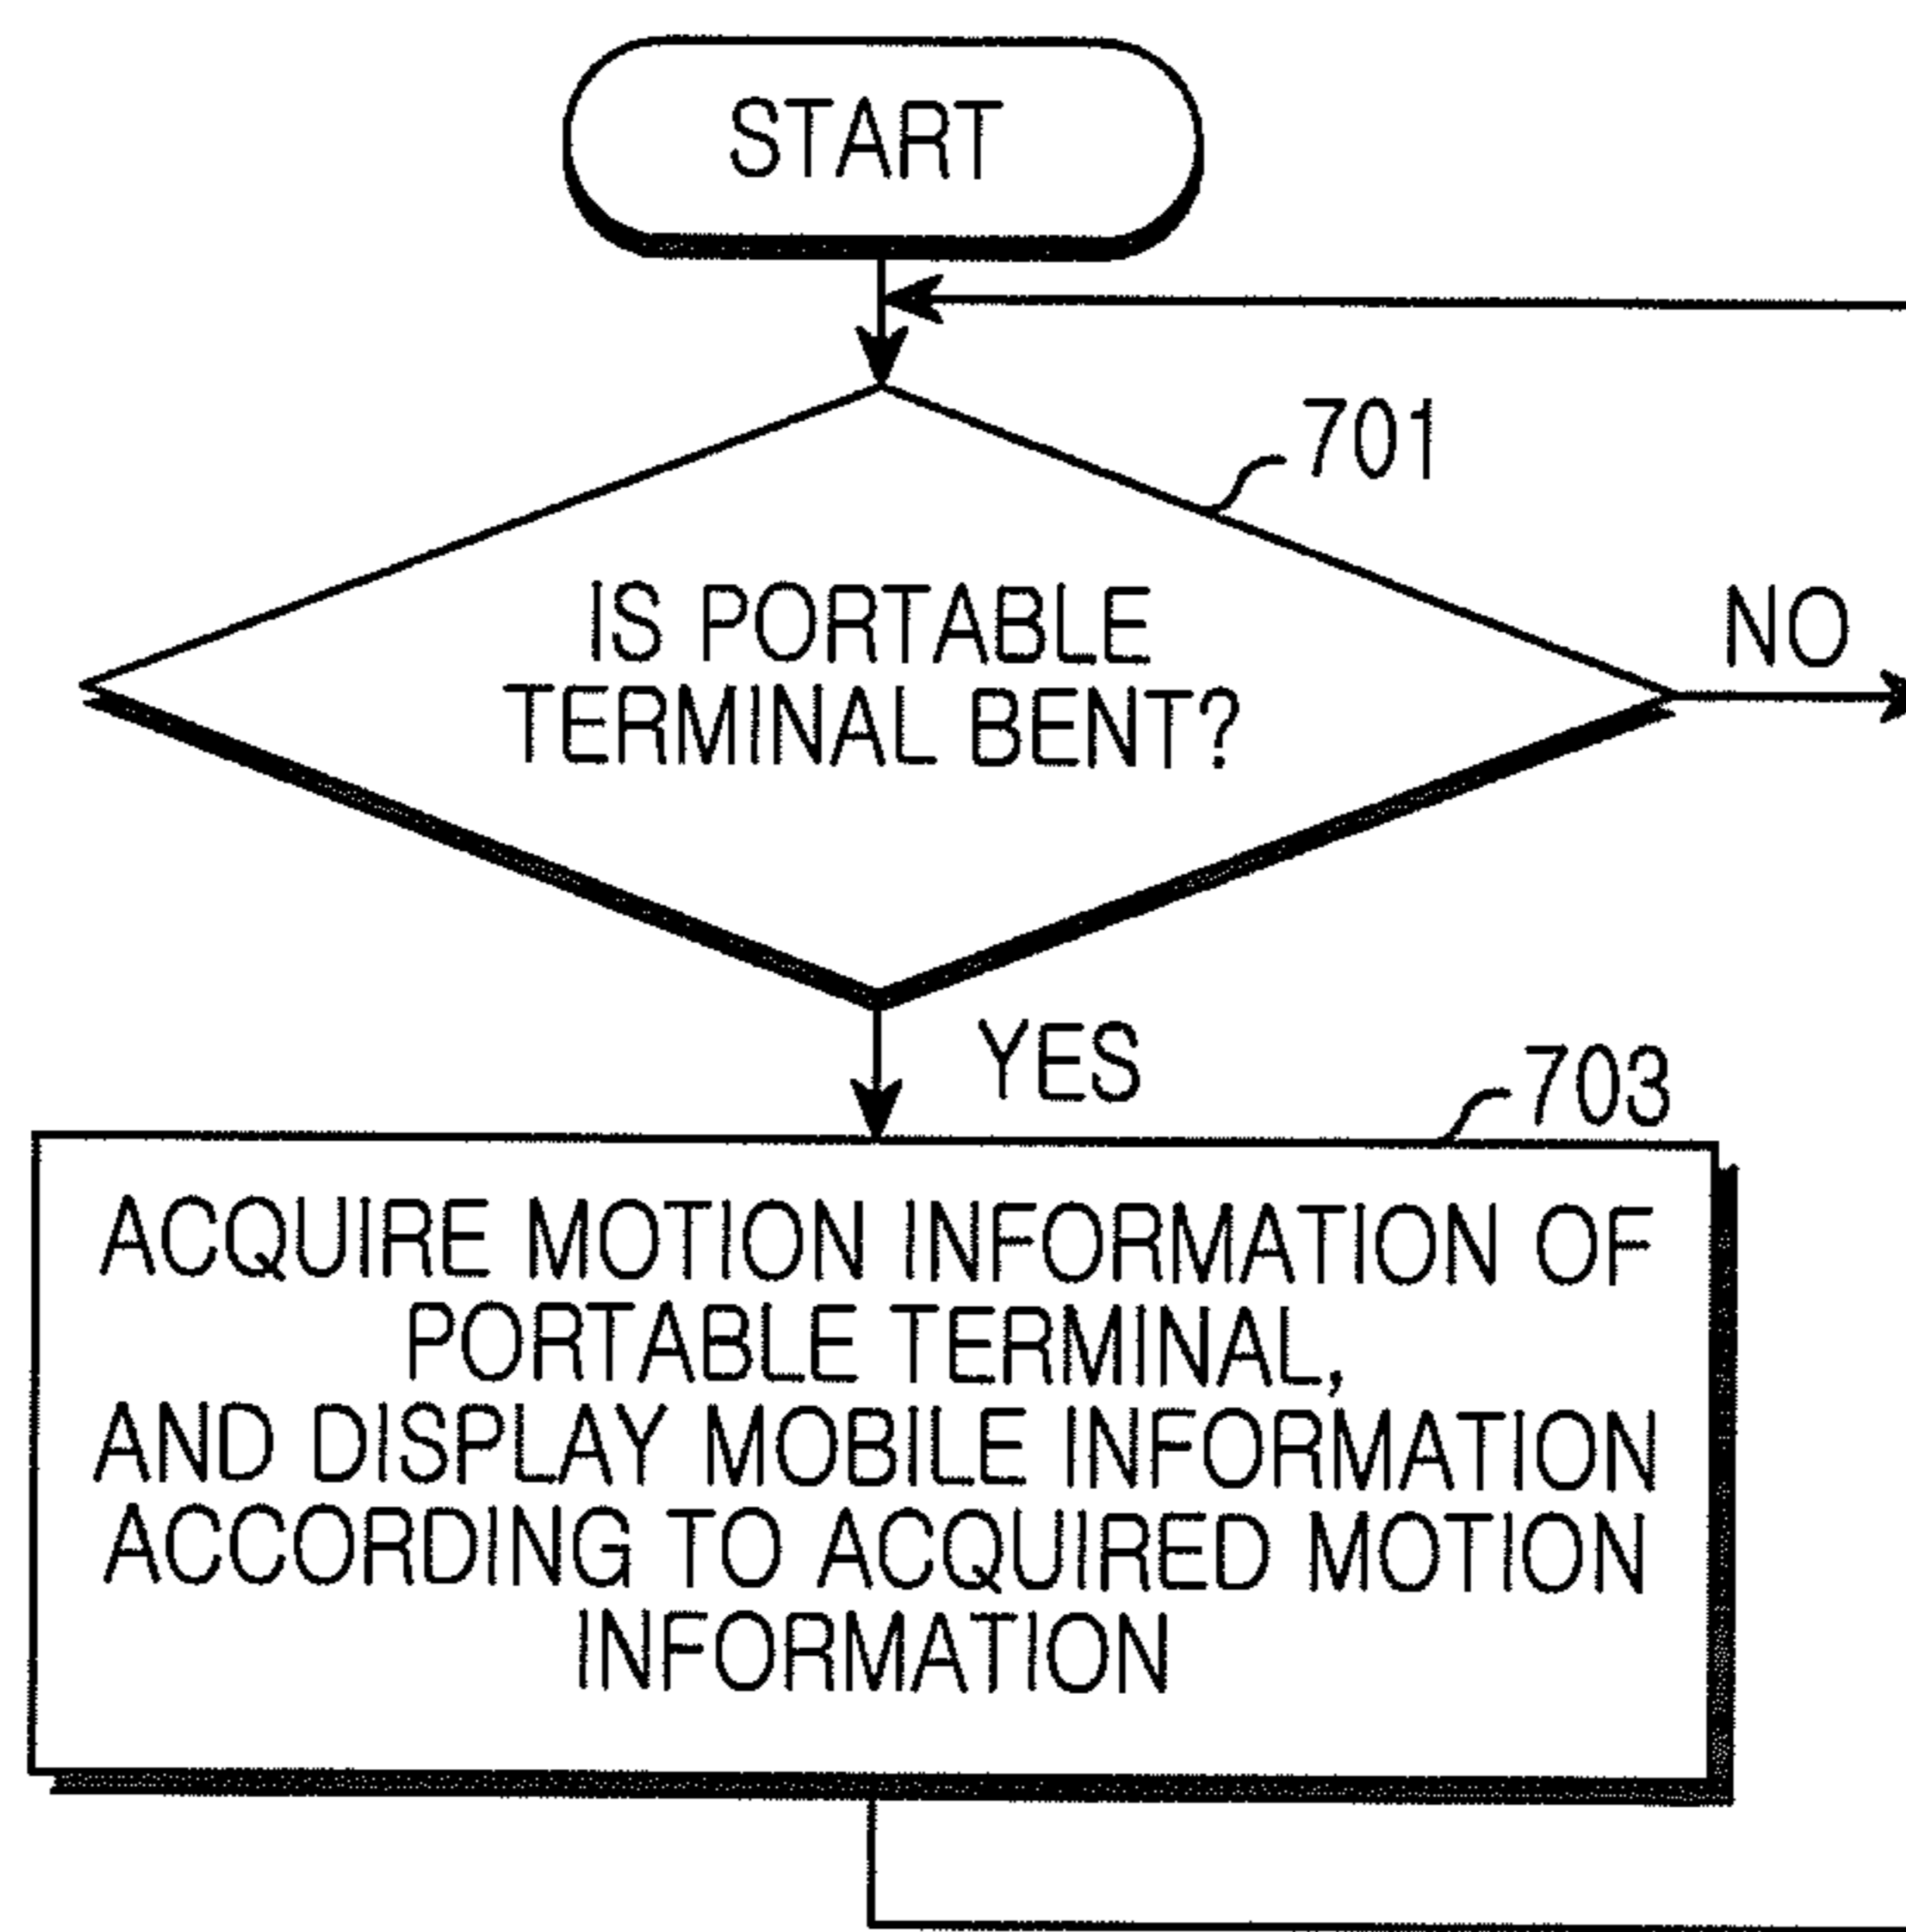 START
701
IS PORTABLE
TERMINAL BENT?
NO
YES
703
ACQUIRE MOTION INFORMATION OF
PORTABLE TERMINAL,
AND DISPLAY MOBILE INFORMATION
ACCORDING TO ACQUIRED MOTION
INFORMATION